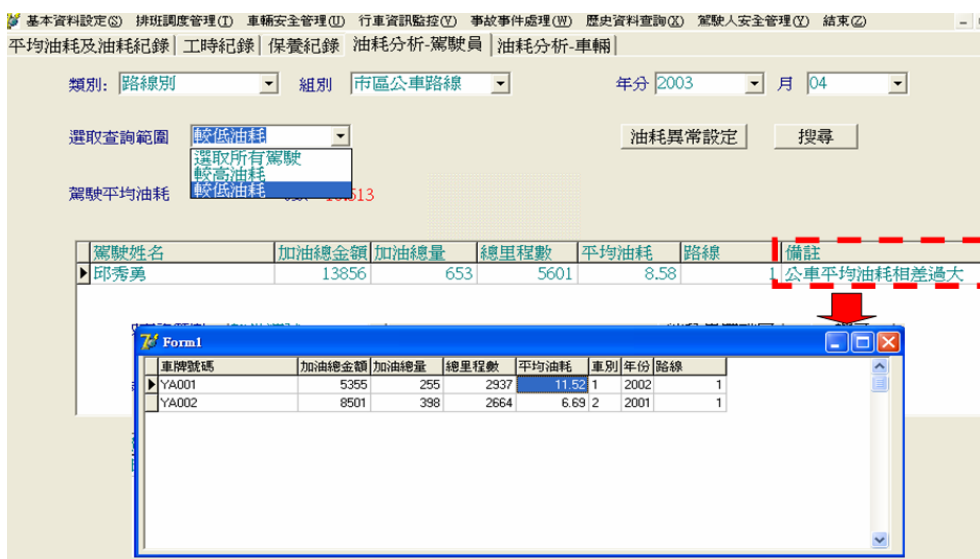 基本資料設定(S) 排班調度管理(T) 車輛安全管理(U) 行車資訊監控(V) 事故事件處理(W) 歷史資料查詢(X) 駕駛人安全管理(Y) 結束(Z)
平均油耗及油耗紀錄 工時紀錄 保養紀錄 油耗分析-駕駛員 油耗分析-車輛
類別: 路線別 組別 市區公車路線 年分 2003 月 04
選取查詢範圍 較低油耗 油耗異常設定 搜尋
選取所有駕駛
較高油耗
較低油耗
駕駛平均油耗
駕駛姓名 加油總金額 加油總量 總里程數 平均油耗 路線 備註
邱秀勇 13856 653 5601 8.58 1 公車平均油耗相差過大
Form1
車牌號碼 加油總金額 加油總量 總里程數 平均油耗 車別 年份 路線
YA001 5355 255 2937 11.52 1 2002 1
YA002 8501 398 2664 6.69 2 2001 1